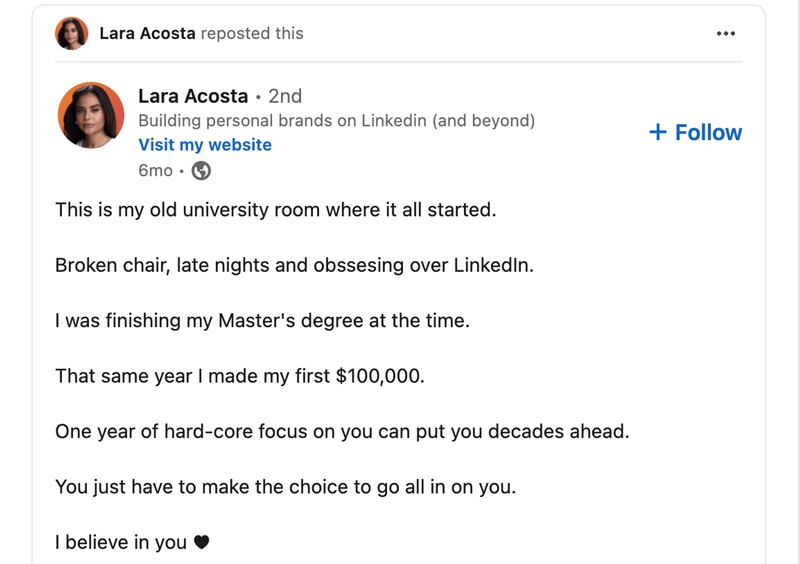 Lara Acosta reposted this
Lara Acosta • 2nd
Building personal brands on Linkedin (and beyond)
Visit my website
+ Follow
6mo •
This is my old university room where it all started.
Broken chair, late nights and obssesing over LinkedIn.
I was finishing my Master's degree at the time.
That same year I made my first $100,000.
One year of hard-core focus on you can put you decades ahead.
You just have to make the choice to go all in on you.
I believe in you 🖤